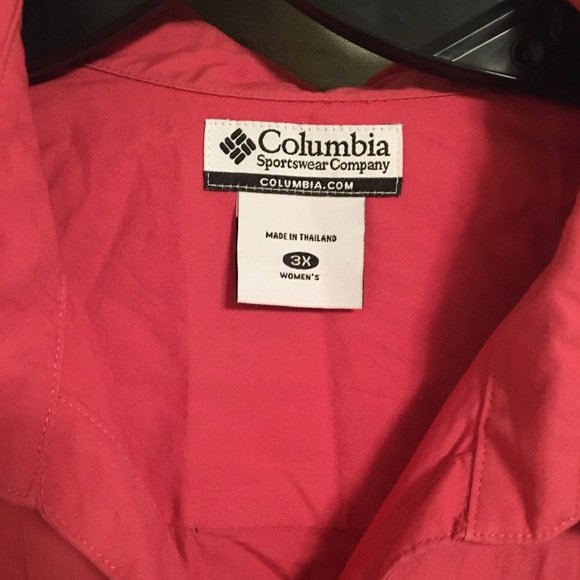 Columbia
Sportswear Company
COLUMBIA.COM
MADE IN THAILAND
3X
WOMEN'S